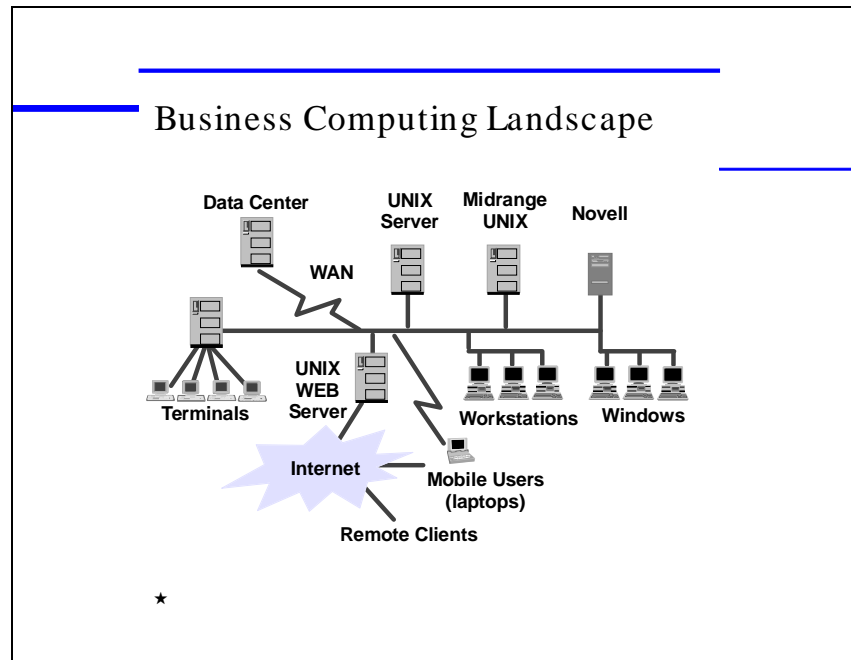 Business Computing Landscape
Data Center
UNIX
Server
Midrange
UNIX
Novell
WAN
Terminals
UNIX
WEB
Server
Workstations
Windows
Internet
Mobile Users
(laptops)
Remote Clients
★